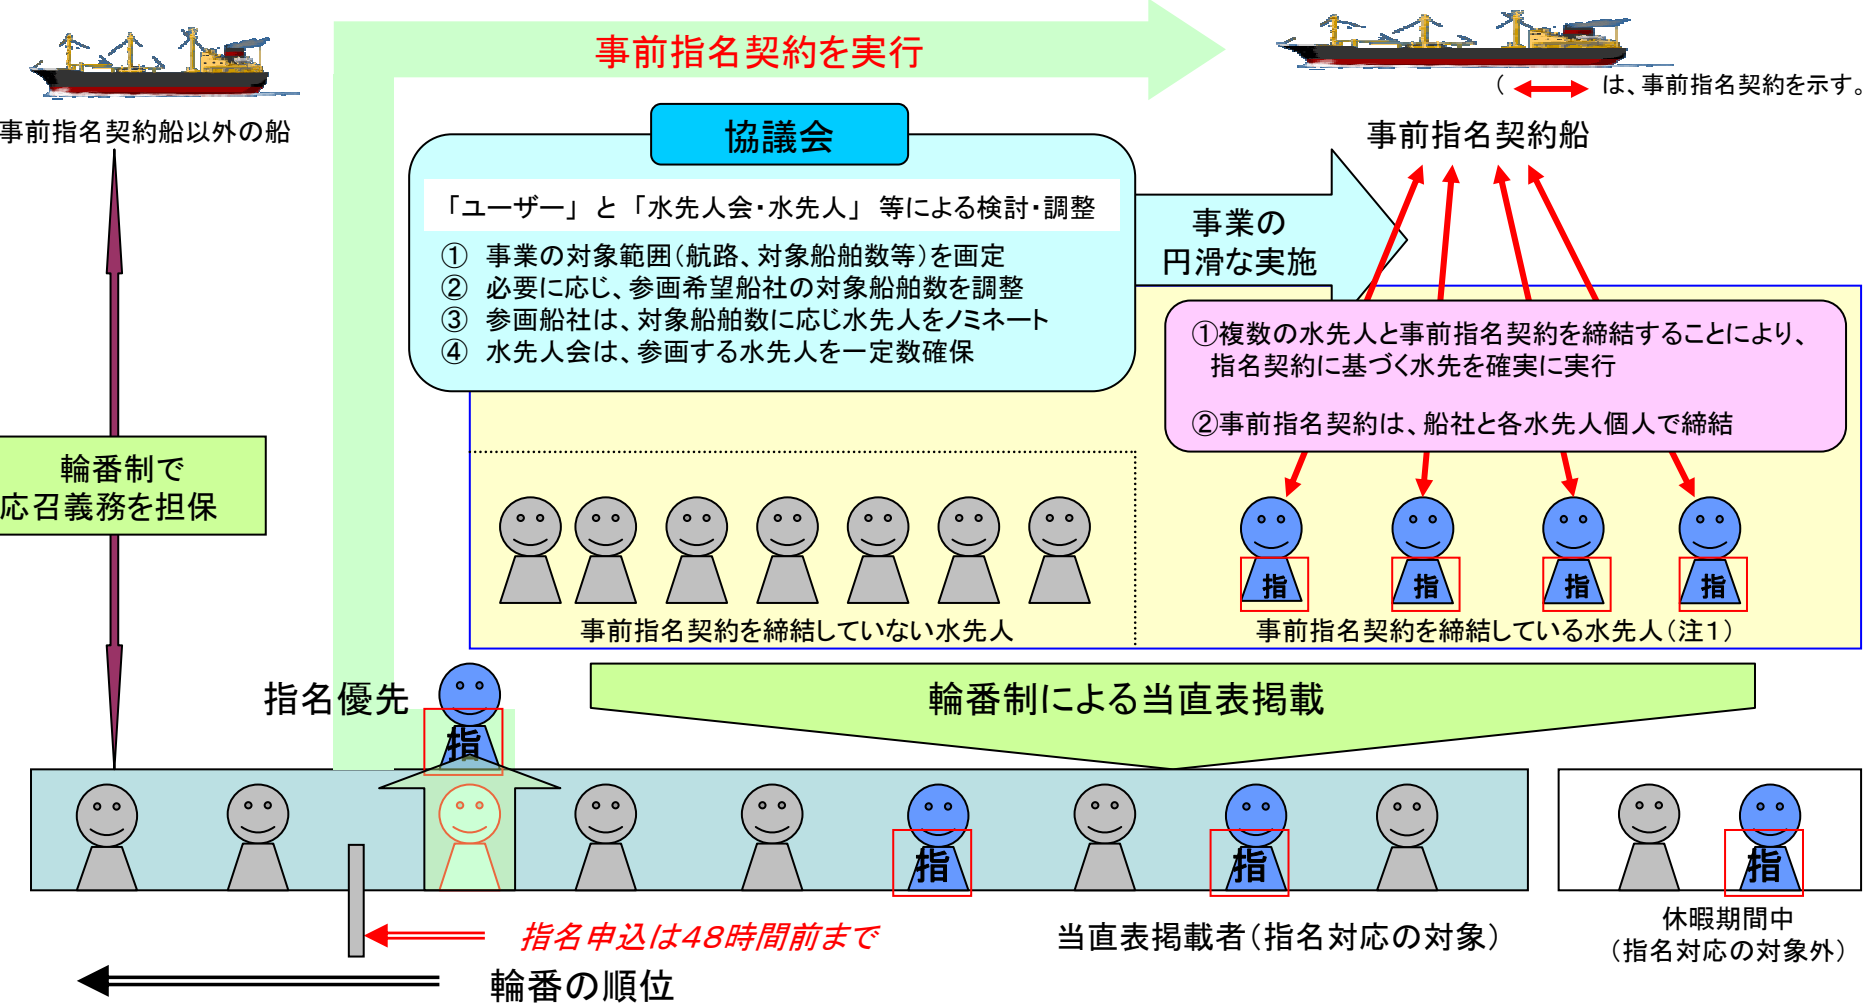 事前指名契約を実行
( は、事前指名契約を示す。
事前指名契約船以外の船
事前指名契約船
協議会
「ユーザー」 と 「水先人会・水先人」 等による検討・調整
① 事業の対象範囲(航路、対象船舶数等)を画定
② 必要に応じ、参画希望船社の対象船舶数を調整
③ 参画船社は、対象船舶数に応じ水先人をノミネート
④ 水先人会は、参画する水先人を一定数確保
事業の
円滑な実施
①複数の水先人と事前指名契約を締結することにより、
指名契約に基づく水先を確実に実行
②事前指名契約は、船社と各水先人個人で締結
輪番制で
応召義務を担保
指 指 指 指
事前指名契約を締結していない水先人
事前指名契約を締結している水先人(注1)
指名優先
指
輪番制による当直表掲載
指 指 指
指名申込は48時間前まで
当直表掲載者(指名対応の対象)
休暇期間中
(指名対応の対象外)
輪番の順位